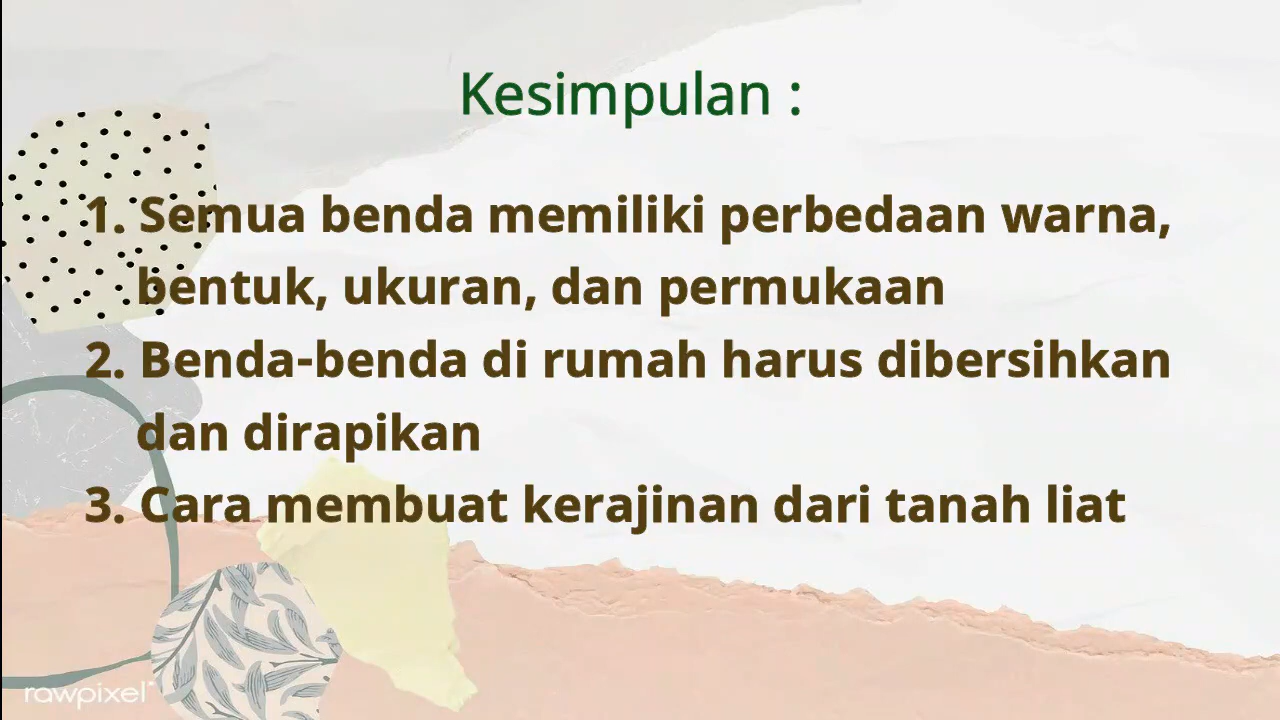 Kesimpulan :
1. Semua benda memiliki perbedaan warna,
bentuk, ukuran, dan permukaan
2. Benda-benda di rumah harus dibersihkan
dan dirapikan
3. Cara membuat kerajinan dari tanah liat
rawpixel